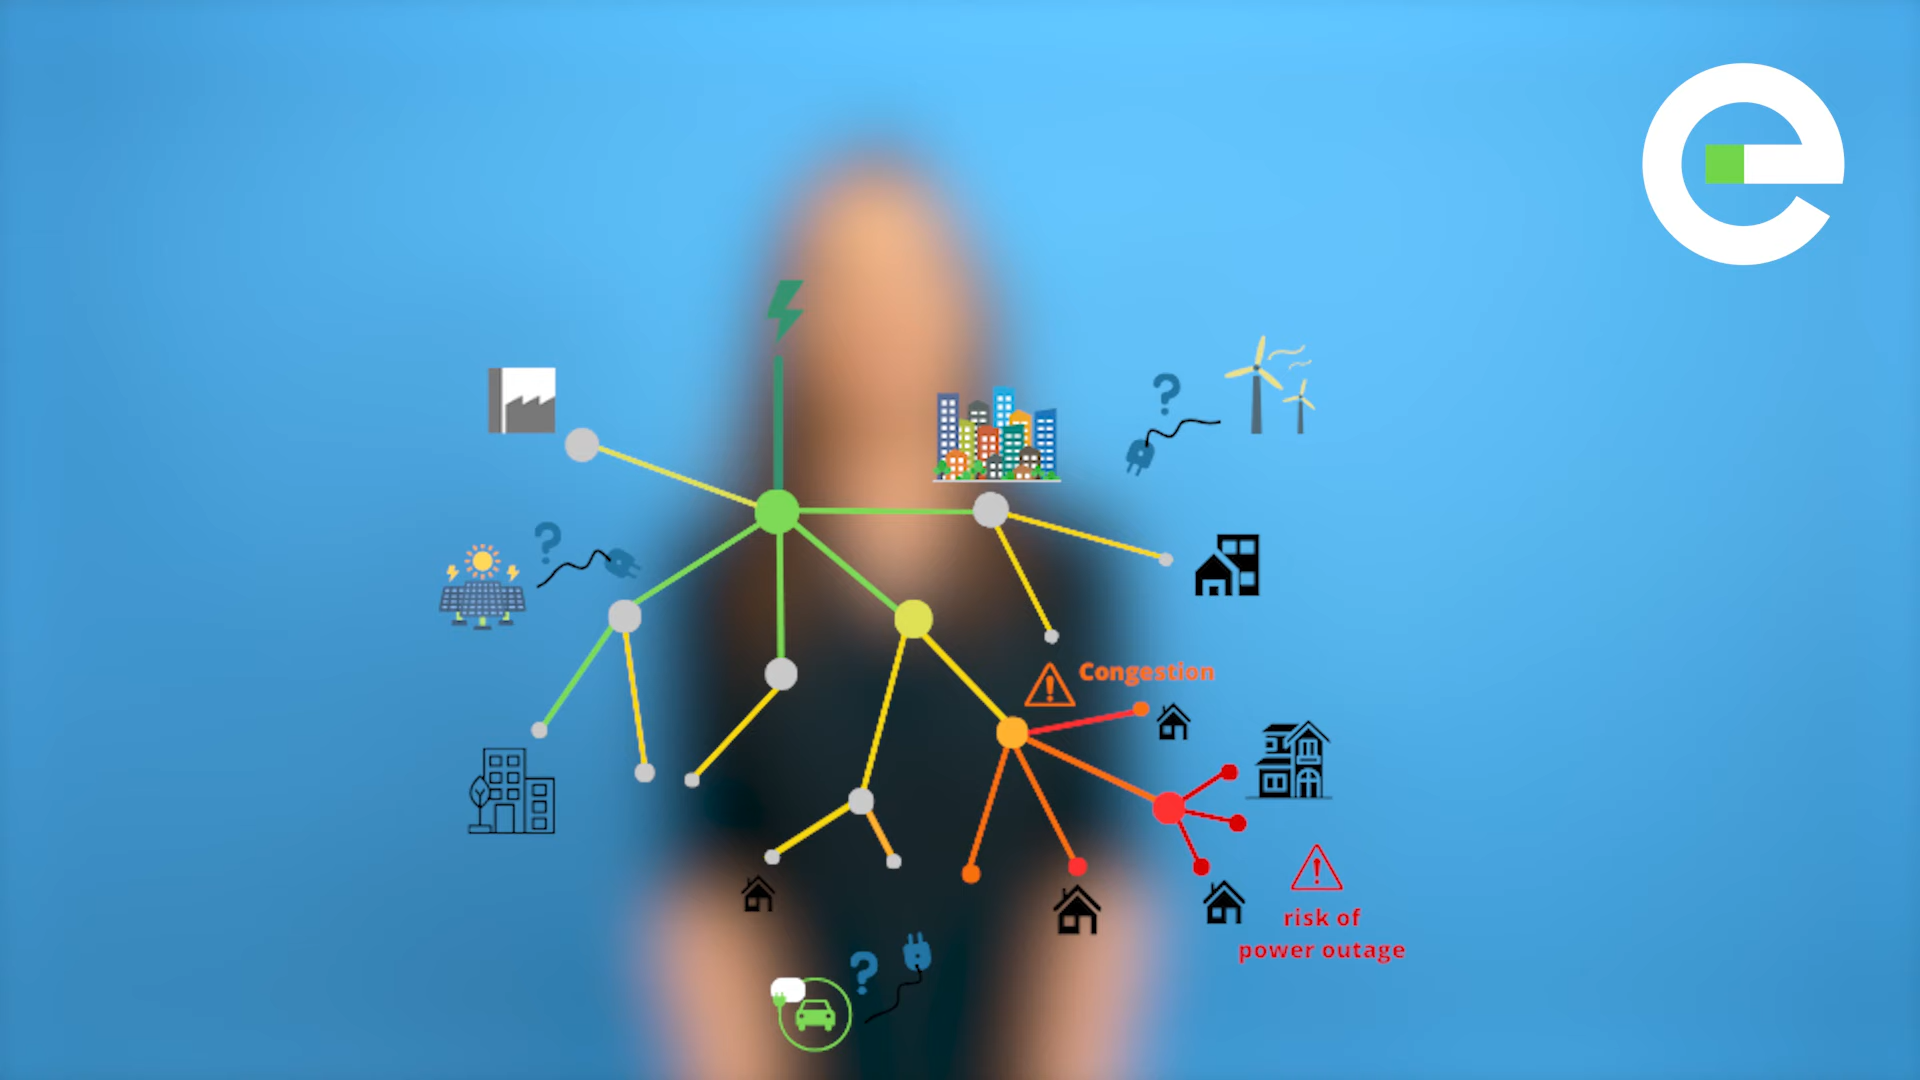 ?
?
Congestion
risk of
power outage
?